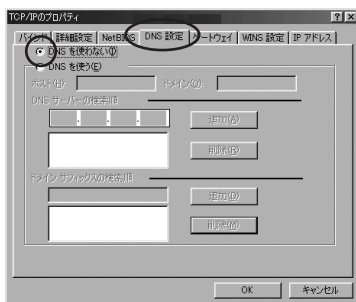 TCP/IPのプロパティ
バインド 詳細設定 NetBIOS DNS 設定 ゲートウェイ WINS 設定 IP アドレス
DNS を使わない(I)
DNS を使う(E)
ホスト(H): ドメイン(O):
DNS サーバーの検索順
追加(A)
削除(R)
ドメイン サフィックスの検索順
追加(D)
削除(M)
OK キャンセル